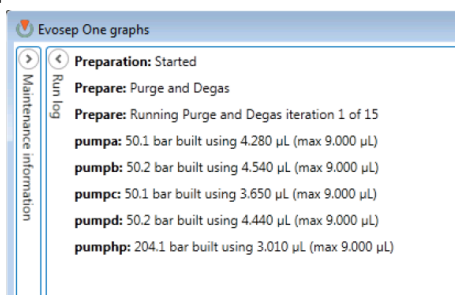 Evosep One graphs
Maintenance information
Run log
Preparation: Started
Prepare: Purge and Degas
Prepare: Running Purge and Degas iteration 1 of 15
pumpa: 50.1 bar built using 4.280 µL (max 9.000 µL)
pumpb: 50.2 bar built using 4.540 µL (max 9.000 µL)
pumpc: 50.1 bar built using 3.650 µL (max 9.000 µL)
pumpd: 50.2 bar built using 4.440 µL (max 9.000 µL)
pumphp: 204.1 bar built using 3.010 µL (max 9.000 µL)